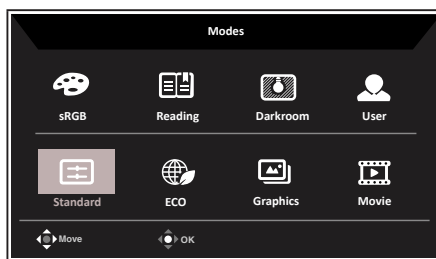 Modes
sRGB Reading Darkroom User
Standard ECO Graphics Movie
Move OK